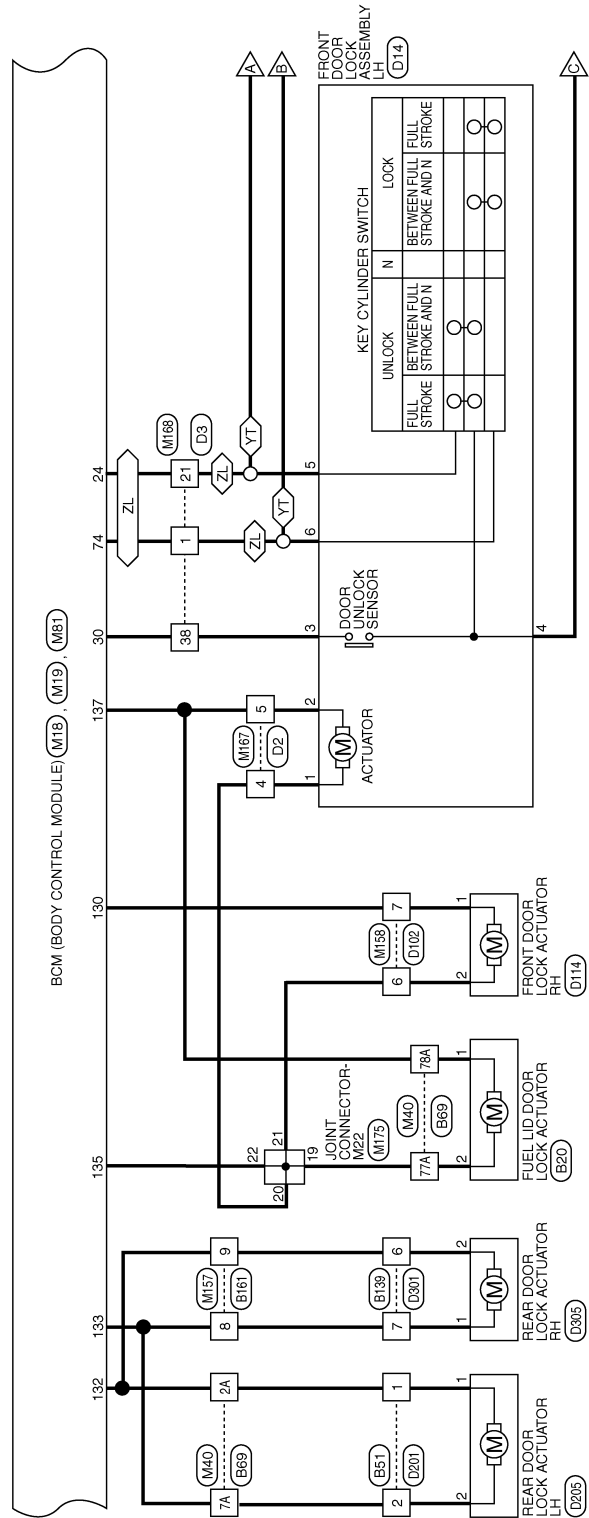 BCM (BODY CONTROL MODULE) M18 , M19 , M81
132
133
135
130
137
30
74
24
ZL
38
1
21
M168
D3
ZL
ZL
YT
YT
A
B
C
FRONT
DOOR
LOCK
ASSEMBLY
LH
D14
KEY CYLINDER SWITCH
UNLOCK
N
LOCK
FULL
STROKE
BETWEEN FULL
STROKE AND N
BETWEEN FULL
STROKE AND N
FULL
STROKE
3
6
5
4
DOOR
UNLOCK
SENSOR
4
5
M167
D2
1
2
M
ACTUATOR
6
7
M158
D102
2
1
M
FRONT DOOR
LOCK ACTUATOR
RH
D114
22
21
20
19
JOINT
CONNECTOR-
M22
M175
77A
78A
M40
B69
2
1
M
FUEL LID DOOR
LOCK ACTUATOR
B20
8
9
M157
B161
7
6
B139
D301
1
2
M
REAR DOOR
LOCK ACTUATOR
RH
D305
7A
2A
M40
B69
2
1
B51
D201
2
1
M
REAR DOOR
LOCK ACTUATOR
LH
D205